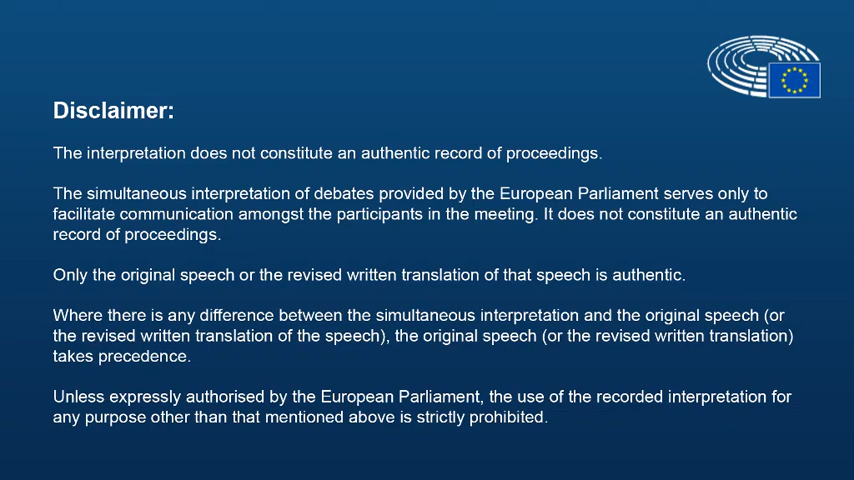 Disclaimer:
The interpretation does not constitute an authentic record of proceedings.
The simultaneous interpretation of debates provided by the European Parliament serves only to
facilitate communication amongst the participants in the meeting. It does not constitute an authentic
record of proceedings.
Only the original speech or the revised written translation of that speech is authentic.
Where there is any difference between the simultaneous interpretation and the original speech (or
the revised written translation of the speech), the original speech (or the revised written translation)
takes precedence.
Unless expressly authorised by the European Parliament, the use of the recorded interpretation for
any purpose other than that mentioned above is strictly prohibited.